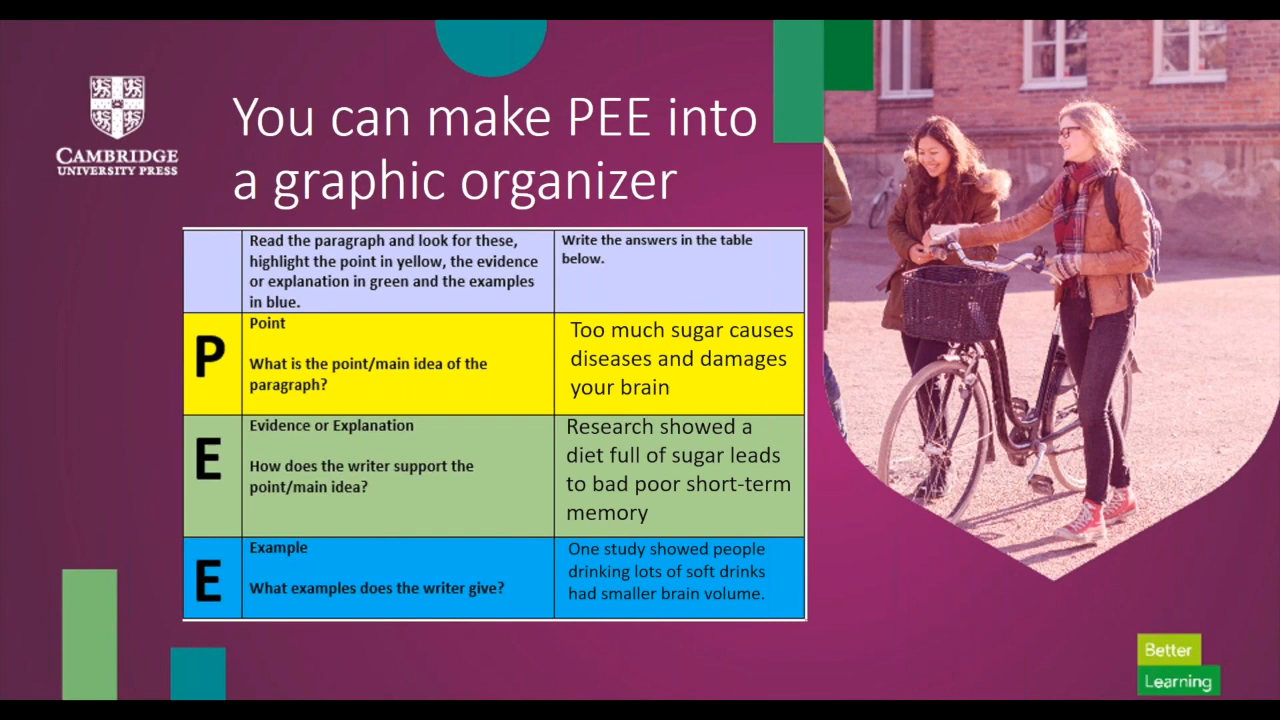 CAMBRIDGE
UNIVERSITY PRESS
You can make PEE into
a graphic organizer
Read the paragraph and look for these,
highlight the point in yellow, the evidence
or explanation in green and the examples
in blue.
Write the answers in the table
below.
P
Point
What is the point/main idea of the
paragraph?
Too much sugar causes
diseases and damages
your brain
E
Evidence or Explanation
How does the writer support the
point/main idea?
Research showed a
diet full of sugar leads
to bad poor short-term
memory
E
Example
What examples does the writer give?
One study showed people
drinking lots of soft drinks
had smaller brain volume.
Better
Learning